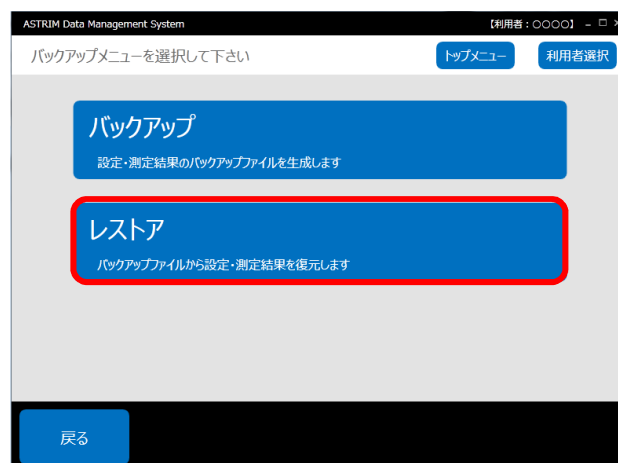 ASTRIM Data Management System 【利用者：○○○○】
バックアップメニューを選択して下さい トップメニュー 利用者選択
バックアップ
設定・測定結果のバックアップファイルを生成します
レストア
バックアップファイルから設定・測定結果を復元します
戻る